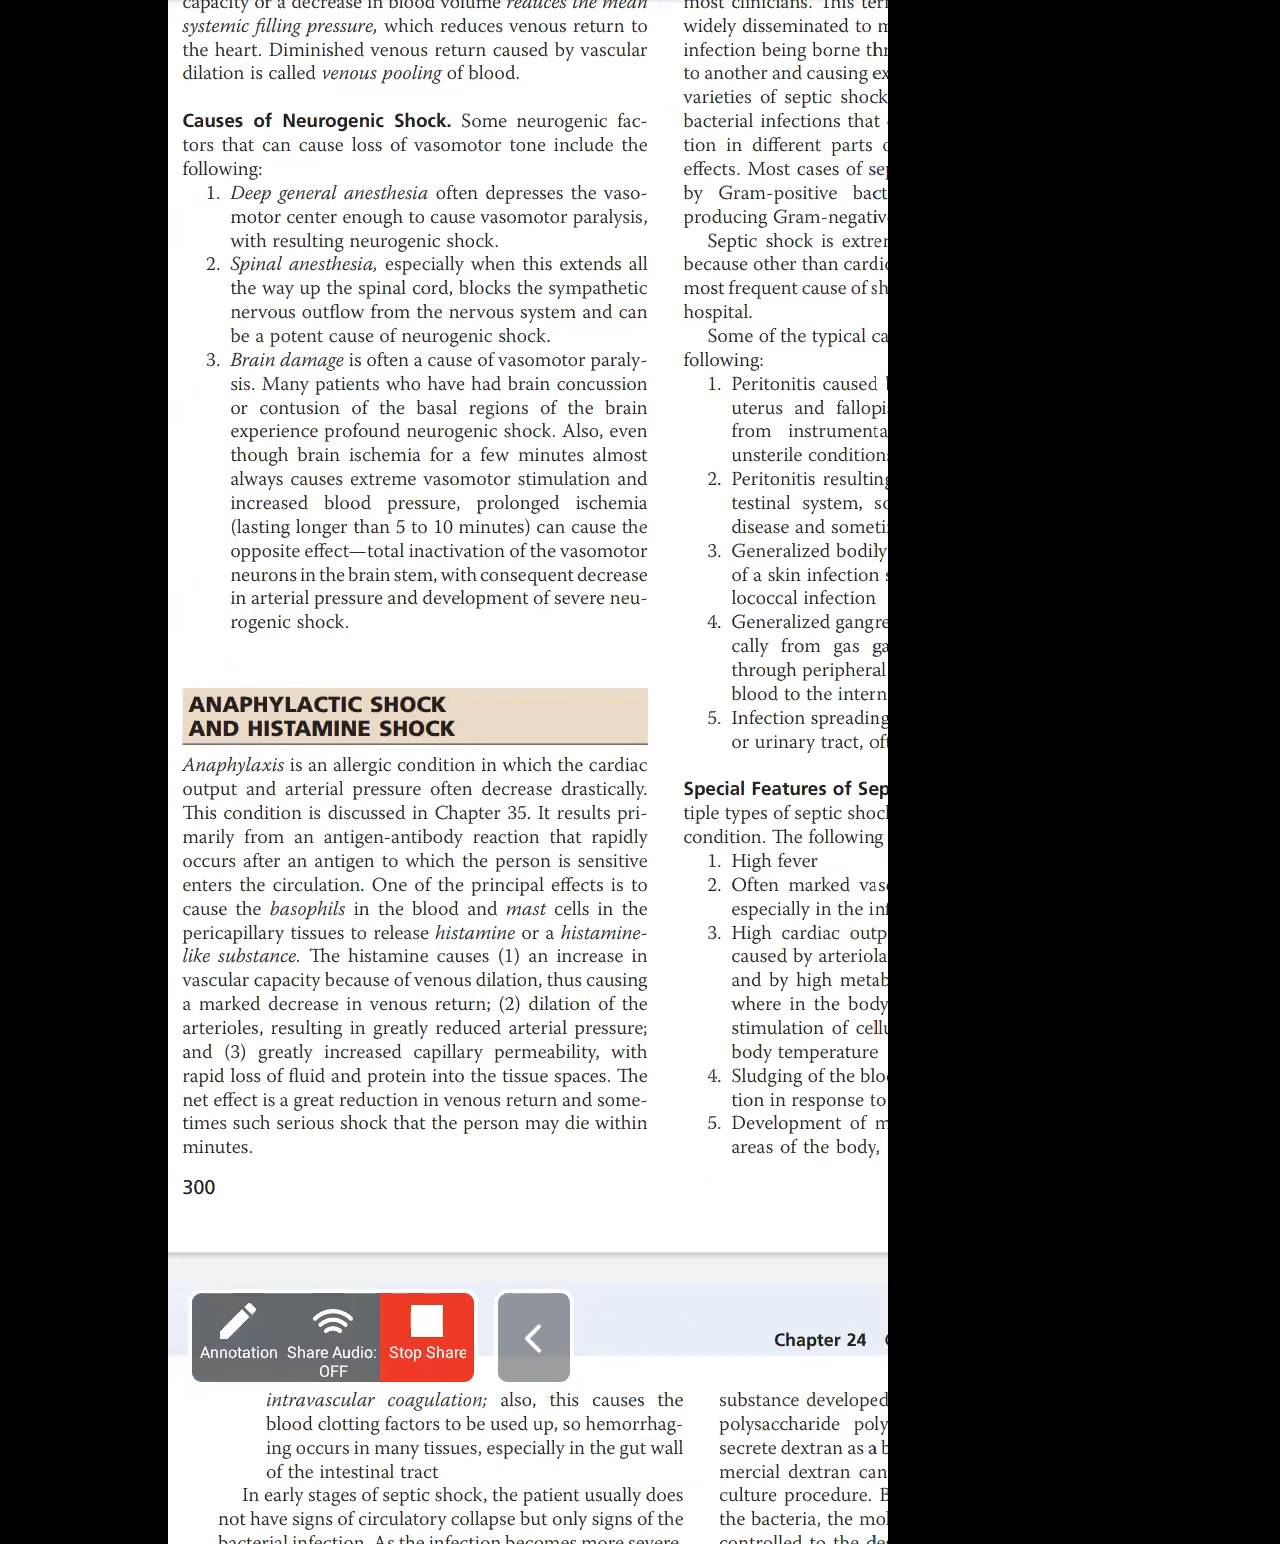 capacity or a decrease in blood volume reduces the mean
systemic filling pressure, which reduces venous return to
the heart. Diminished venous return caused by vascular
dilation is called venous pooling of blood.
Causes of Neurogenic Shock. Some neurogenic fac-
tors that can cause loss of vasomotor tone include the
following:
1. Deep general anesthesia often depresses the vaso-
motor center enough to cause vasomotor paralysis,
with resulting neurogenic shock.
2. Spinal anesthesia, especially when this extends all
the way up the spinal cord, blocks the sympathetic
nervous outflow from the nervous system and can
be a potent cause of neurogenic shock.
3. Brain damage is often a cause of vasomotor paraly-
sis. Many patients who have had brain concussion
or contusion of the basal regions of the brain
experience profound neurogenic shock. Also, even
though brain ischemia for a few minutes almost
always causes extreme vasomotor stimulation and
increased blood pressure, prolonged ischemia
(lasting longer than 5 to 10 minutes) can cause the
opposite effect—total inactivation of the vasomotor
neurons in the brain stem, with consequent decrease
in arterial pressure and development of severe neu-
rogenic shock.
ANAPHYLACTIC SHOCK
AND HISTAMINE SHOCK
Anaphylaxis is an allergic condition in which the cardiac
output and arterial pressure often decrease drastically.
This condition is discussed in Chapter 35. It results pri-
marily from an antigen-antibody reaction that rapidly
occurs after an antigen to which the person is sensitive
enters the circulation. One of the principal effects is to
cause the basophils in the blood and mast cells in the
pericapillary tissues to release histamine or a histamine-
like substance. The histamine causes (1) an increase in
vascular capacity because of venous dilation, thus causing
a marked decrease in venous return; (2) dilation of the
arterioles, resulting in greatly reduced arterial pressure;
and (3) greatly increased capillary permeability, with
rapid loss of fluid and protein into the tissue spaces. The
net effect is a great reduction in venous return and some-
times such serious shock that the person may die within
minutes.
300
most clinicians. This
widely disseminated to
infection being borne
to another and causing
varieties of septic shock
bacterial infections that
tion in different parts
effects. Most cases of
by Gram-positive
producing Gram-negative
Septic shock is
because other than
most frequent cause of
hospital.
Some of the typical
following:
1. Peritonitis caused
uterus and
from
unsterile
2. Peritonitis resulting
testinal system,
disease and
3. Generalized bodily
of a skin infection
lococcal infection
4. Generalized
cally from gas
through peripheral
blood to the
5. Infection spreading
or urinary tract,
Special Features of
tiple types of septic
condition. The following
1. High fever
2. Often marked
especially in the
3. High cardiac
caused by
and by high
where in the body
stimulation of
body temperature
4. Sludging of the
tion in response to
5. Development of
areas of the body,
Annotation
Share Audio:
OFF
Stop Share
Chapter 24
intravascular coagulation; also, this causes the
blood clotting factors to be used up, so hemorrhag-
ing occurs in many tissues, especially in the gut wall
of the intestinal tract
In early stages of septic shock, the patient usually does
not have signs of circulatory collapse but only signs of the
bacterial infection. As the infection becomes more severe,
substance developed
polysaccharide
secrete dextran as a
mercial dextran can
culture procedure.
the bacteria, the
controlled to the